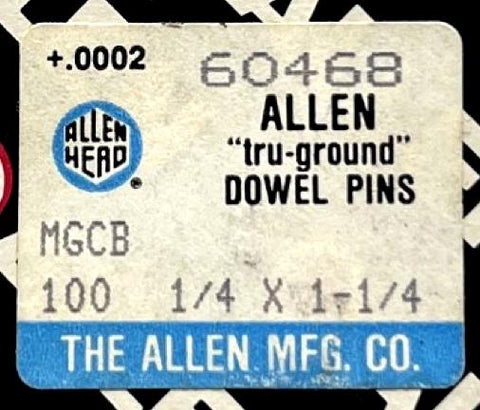 +.0002 60468
ALLEN
"tru-ground"
DOWEL PINS
ALLEN
HEAD
®
MGCB
100 1/4 X 1-1/4
THE ALLEN MFG. CO.